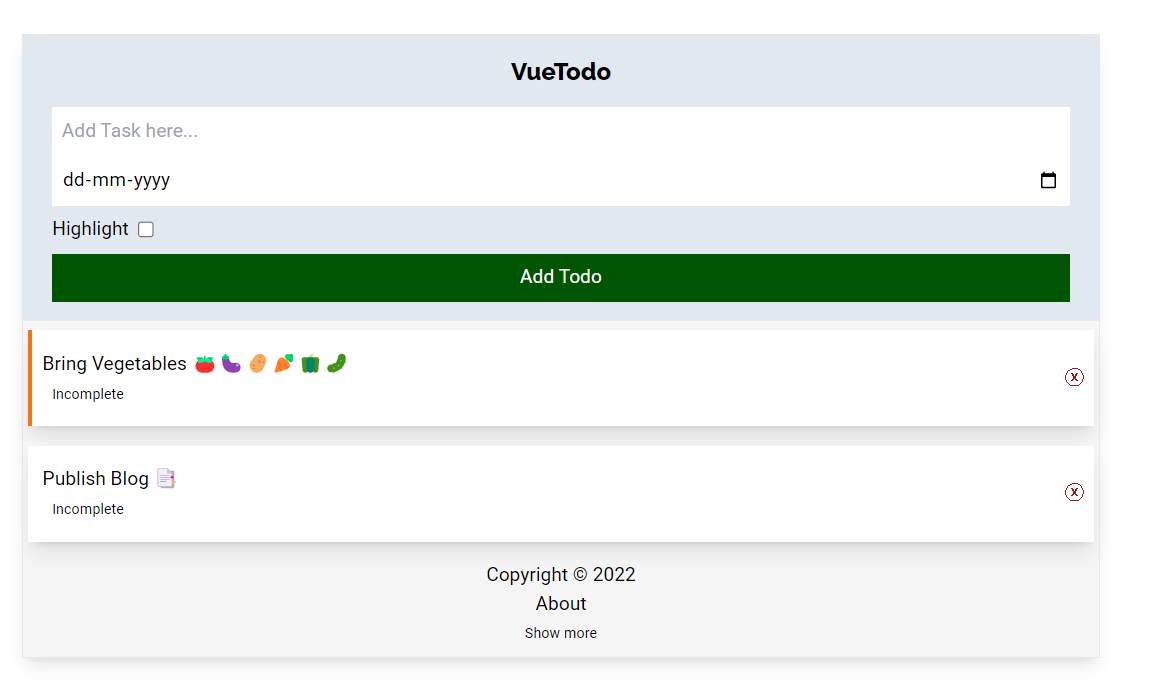 VueTodo
Add Task here...
dd-mm-yyyy
Highlight
Add Todo
Bring Vegetables 🍅 🍆 🥔 🥕 🫑 🥒
Incomplete
X
Publish Blog 📑
Incomplete
X
Copyright © 2022
About
Show more